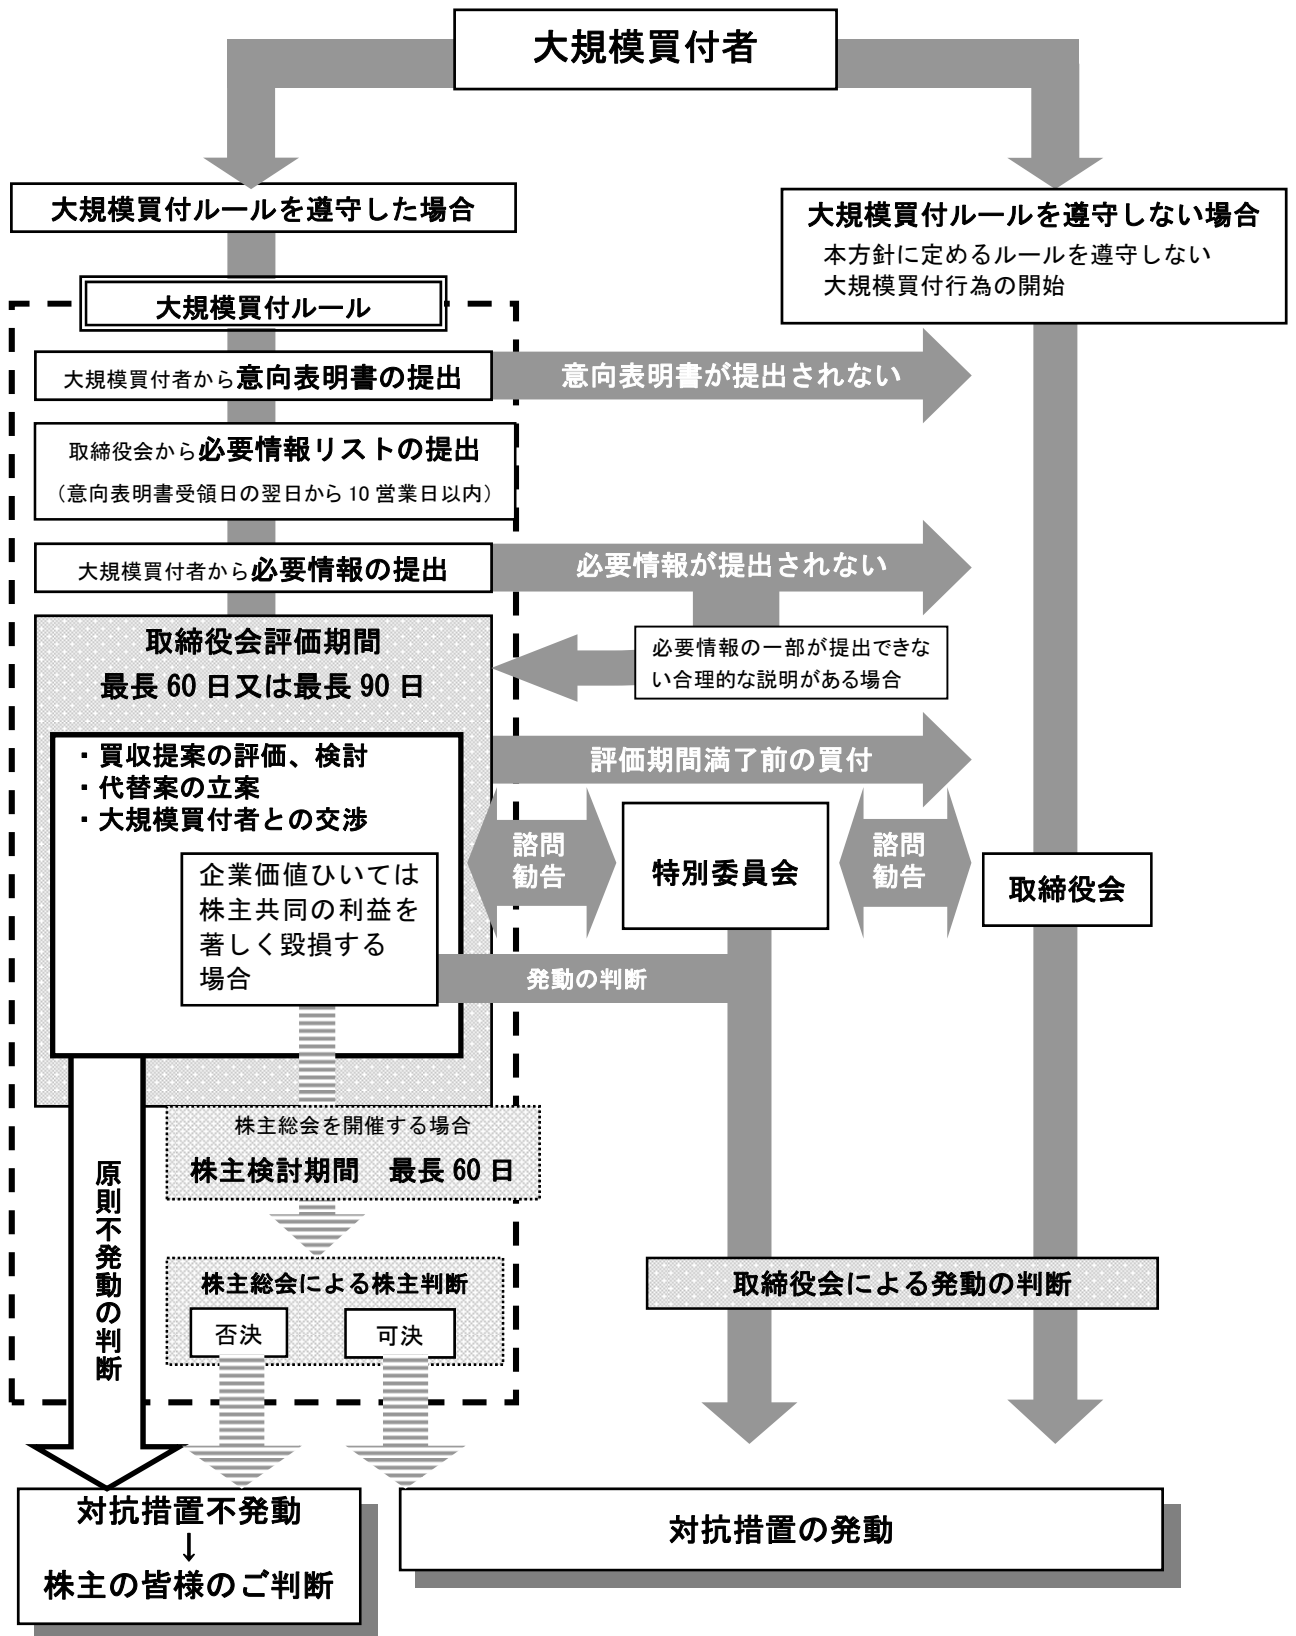 大規模買付者
大規模買付ルールを遵守した場合
大規模買付ルールを遵守しない場合
本方針に定めるルールを遵守しない
大規模買付行為の開始
大規模買付ルール
大規模買付者から意向表明書の提出
意向表明書が提出されない
取締役会から必要情報リストの提出
（意向表明書受領日の翌日から10営業日以内）
大規模買付者から必要情報の提出
必要情報が提出されない
取締役会評価期間
最長60日又は最長90日
必要情報の一部が提出できな
い合理的な説明がある場合
・買収提案の評価、検討
・代替案の立案
・大規模買付者との交渉
評価期間満了前の買付
企業価値ひいては
株主共同の利益を
著しく毀損する
場合
諮問
勧告
特別委員会
諮問
勧告
取締役会
発動の判断
株主総会を開催する場合
株主検討期間　最長60日
原則不発動の判断
株主総会による株主判断
否決
可決
取締役会による発動の判断
対抗措置不発動
↓
株主の皆様のご判断
対抗措置の発動